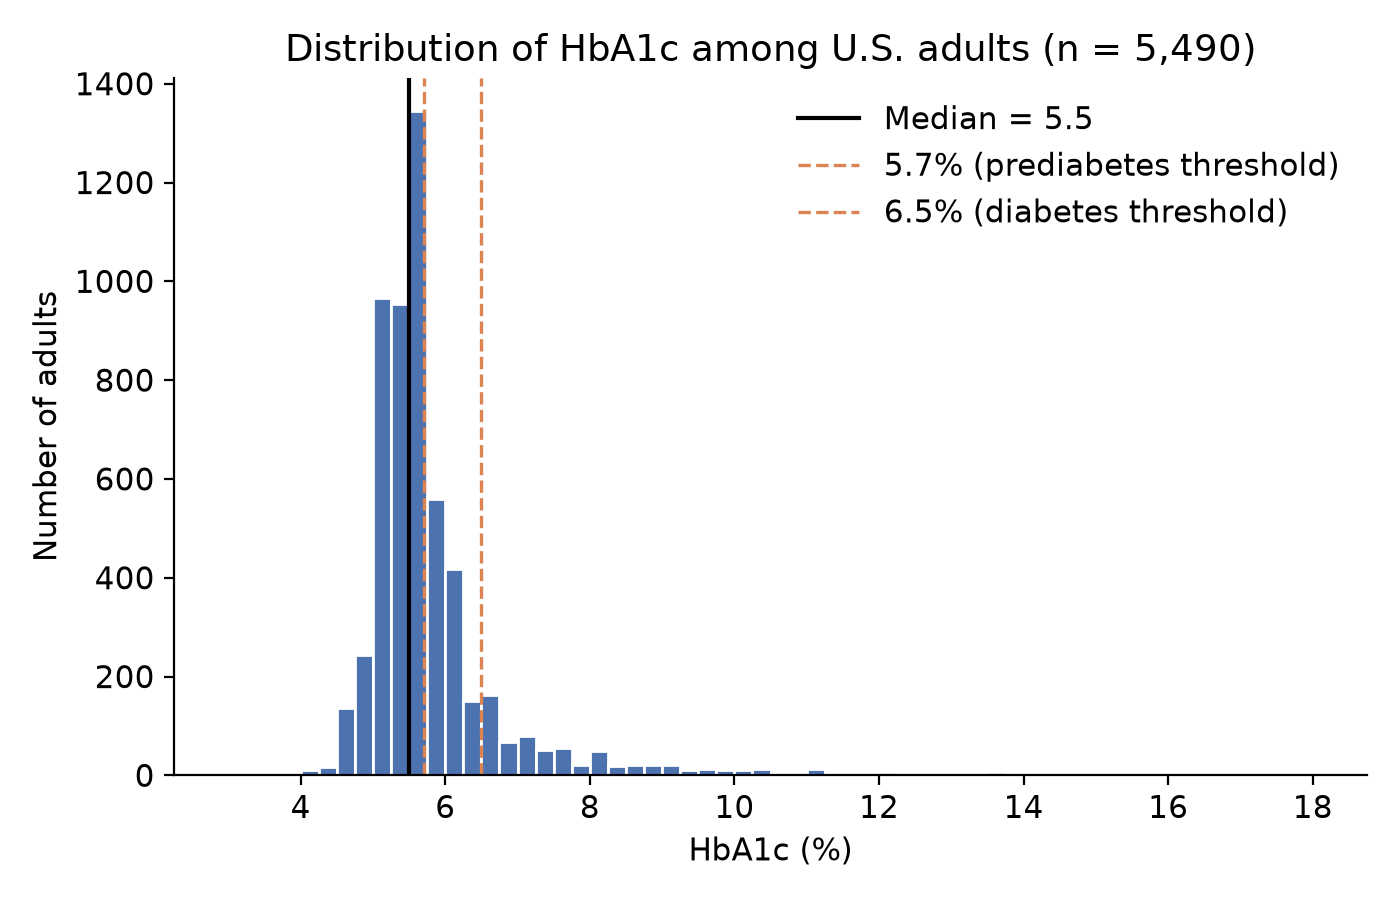 Distribution of HbA1c among U.S. adults (n = 5,490)
1400
1200
1000
800
600
400
200
0
Number of adults
Median = 5.5
5.7% (prediabetes threshold)
6.5% (diabetes threshold)
4 6 8 10 12 14 16 18
HbA1c (%)